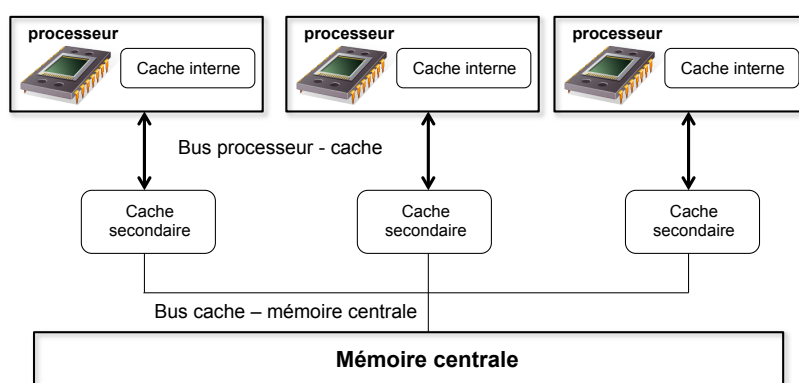 processeur
Cache interne
processeur
Cache interne
processeur
Cache interne
Bus processeur - cache
Cache
secondaire
Cache
secondaire
Cache
secondaire
Bus cache – mémoire centrale
Mémoire centrale